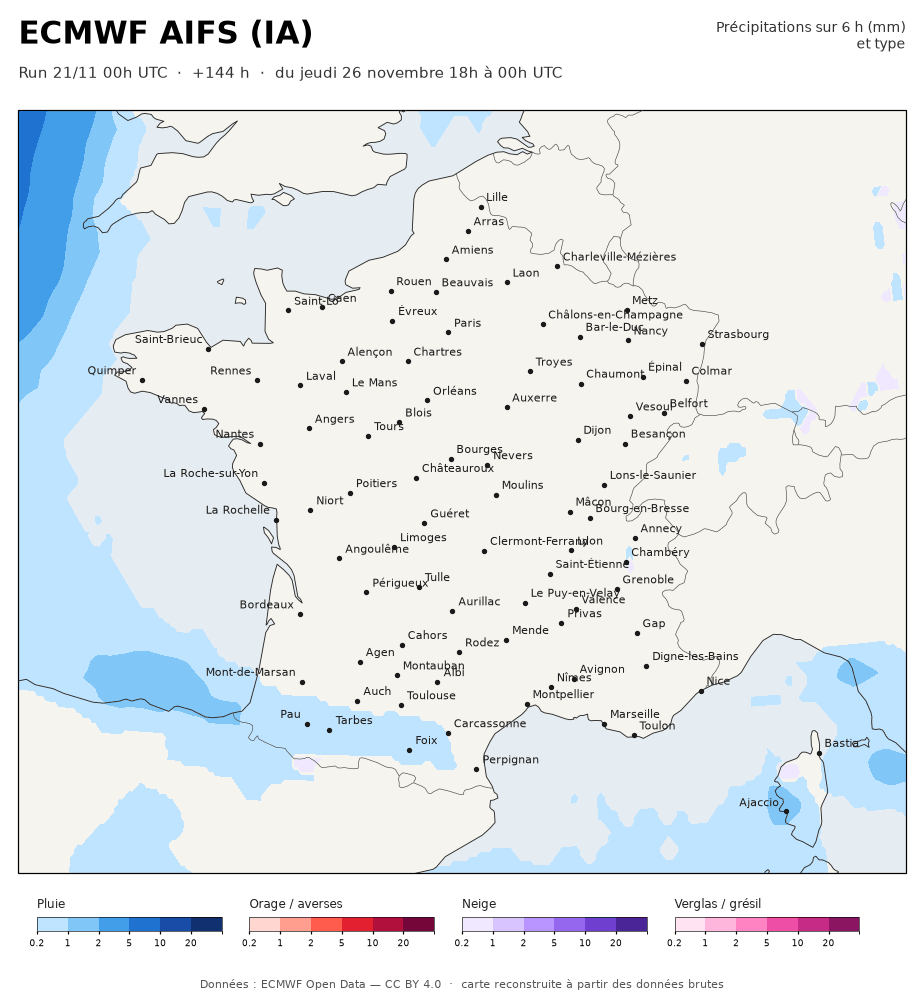 ECMWF AIFS (IA)
Précipitations sur 6 h (mm)
et type
Run 21/11 00h UTC · +144 h · du jeudi 26 novembre 18h à 00h UTC
Lille
Arras
Amiens
Charleville-Mézières
Laon
Rouen
Beauvais
Saint-Lô
Caen
Metz
Évreux
Châlons-en-Champagne
Paris
Bar-le-Duc
Nancy
Strasbourg
Saint-Brieuc
Alençon
Chartres
Troyes
Quimper
Rennes
Laval
Le Mans
Chaumont
Épinal
Colmar
Vannes
Orléans
Auxerre
Vesoul
Belfort
Angers
Blois
Tours
Nantes
Dijon
Besançon
Bourges
Nevers
La Roche-sur-Yon
Châteauroux
Lons-le-Saunier
Poitiers
Moulins
Niort
La Rochelle
Guéret
Mâcon
Bourg-en-Bresse
Annecy
Angoulême
Limoges
Clermont-Ferrand
Lyon
Chambéry
Saint-Étienne
Périgueux
Tulle
Grenoble
Bordeaux
Aurillac
Le Puy-en-Velay
Valence
Privas
Cahors
Rodez
Mende
Gap
Agen
Digne-les-Bains
Mont-de-Marsan
Montauban
Albi
Nîmes
Avignon
Nice
Auch
Toulouse
Montpellier
Pau
Tarbes
Carcassonne
Marseille
Toulon
Foix
Bastia
Perpignan
Ajaccio
Pluie
0.2 1 2 5 10 20
Orage / averses
0.2 1 2 5 10 20
Neige
0.2 1 2 5 10 20
Verglas / grésil
0.2 1 2 5 10 20
Données : ECMWF Open Data — CC BY 4.0 · carte reconstruite à partir des données brutes